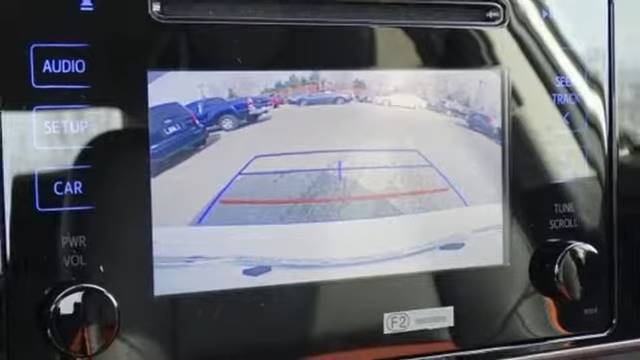 AUDIO
SETUP
CAR
PWR
VOL
SEEK
TRACK
TUNE
SCROLL
F2